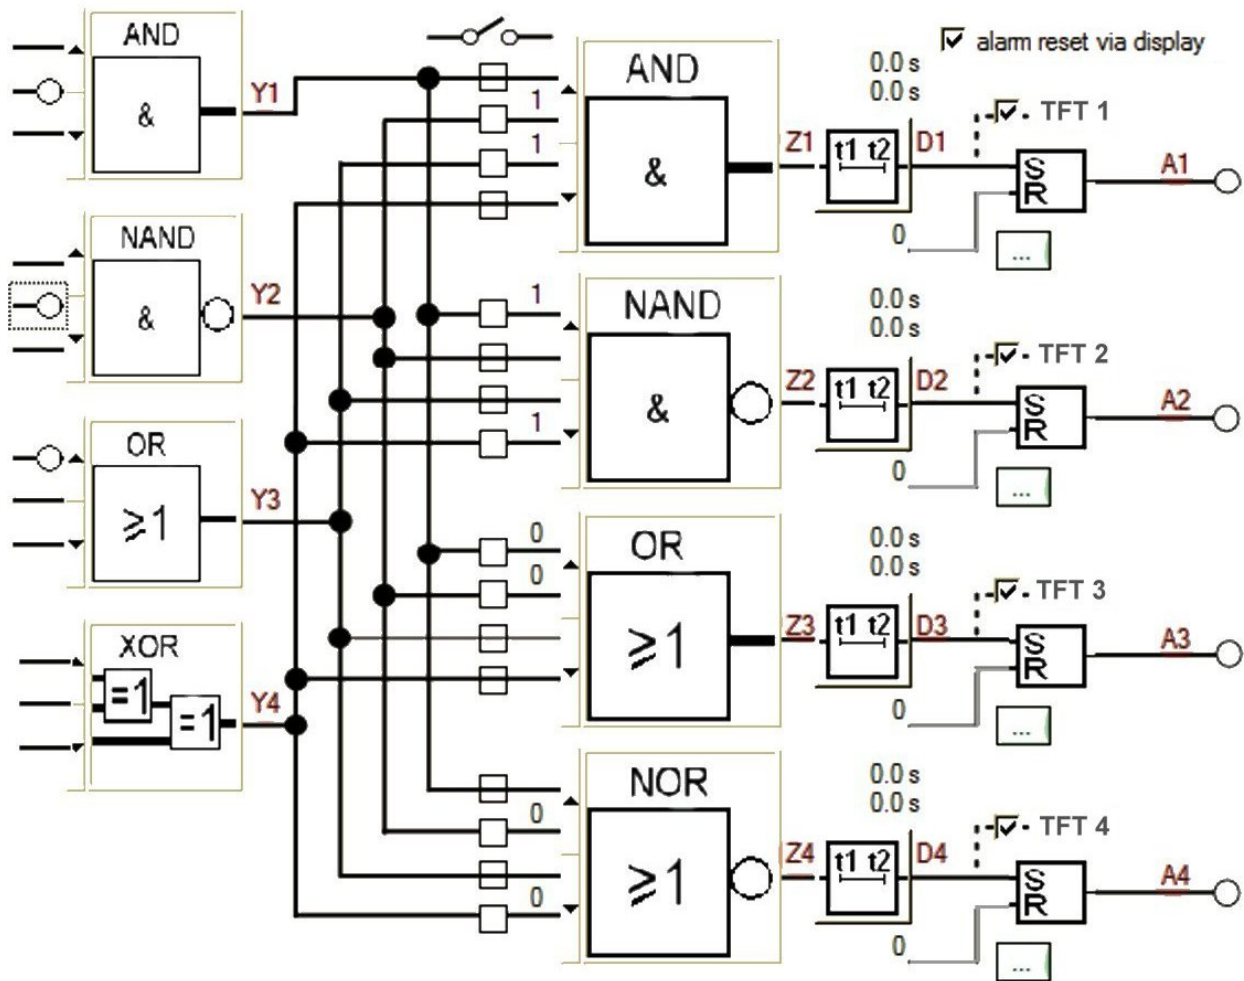 AND
&
Y1
NAND
&
Y2
OR
≥1
Y3
XOR
=1
=1
Y4
1
1
AND
&
Z1
0.0 s
0.0 s
t1 t2
D1
0
alarm reset via display
TFT 1
S
R
...
A1
1
1
NAND
&
Z2
0.0 s
0.0 s
t1 t2
D2
0
TFT 2
S
R
...
A2
0
0
OR
≥1
Z3
0.0 s
0.0 s
t1 t2
D3
0
TFT 3
S
R
...
A3
0
0
NOR
≥1
Z4
0.0 s
0.0 s
t1 t2
D4
0
TFT 4
S
R
...
A4